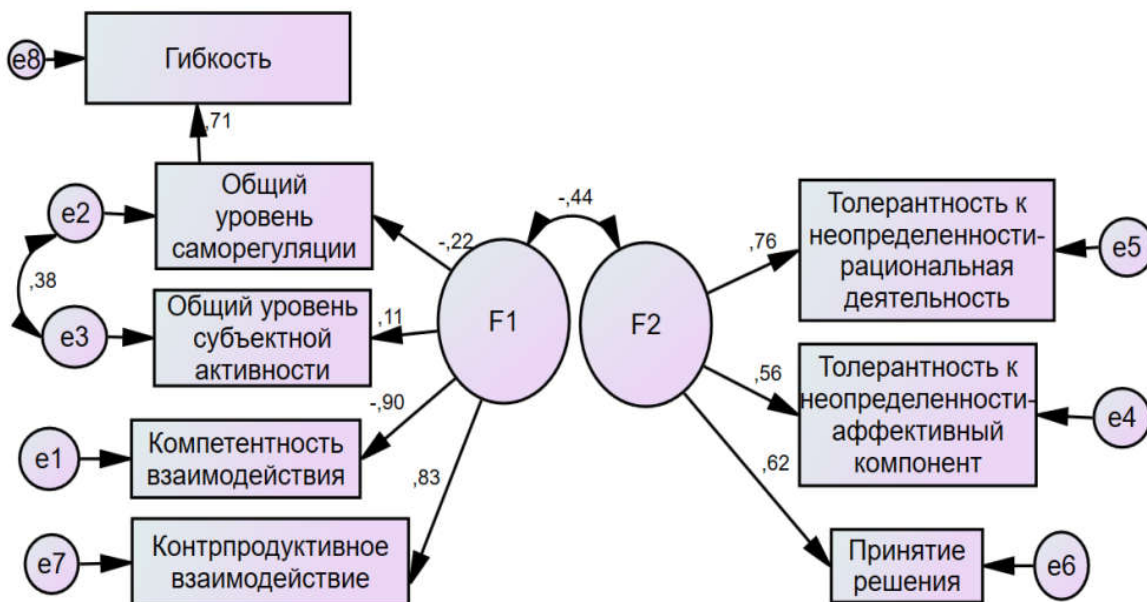 e8
Гибкость
,71
e2
Общий
уровень
саморегуляции
-,22
,38
e3
Общий уровень
субъектной
активности
,11
e1
Компетентность
взаимодействия
-,90
e7
Контрпродуктивное
взаимодействие
,83
F1
-,44
F2
,76
Толерантность к
неопределенности-
рациональная
деятельность
e5
,56
Толерантность к
неопределенности-
аффективный
компонент
e4
,62
Принятие
решения
e6